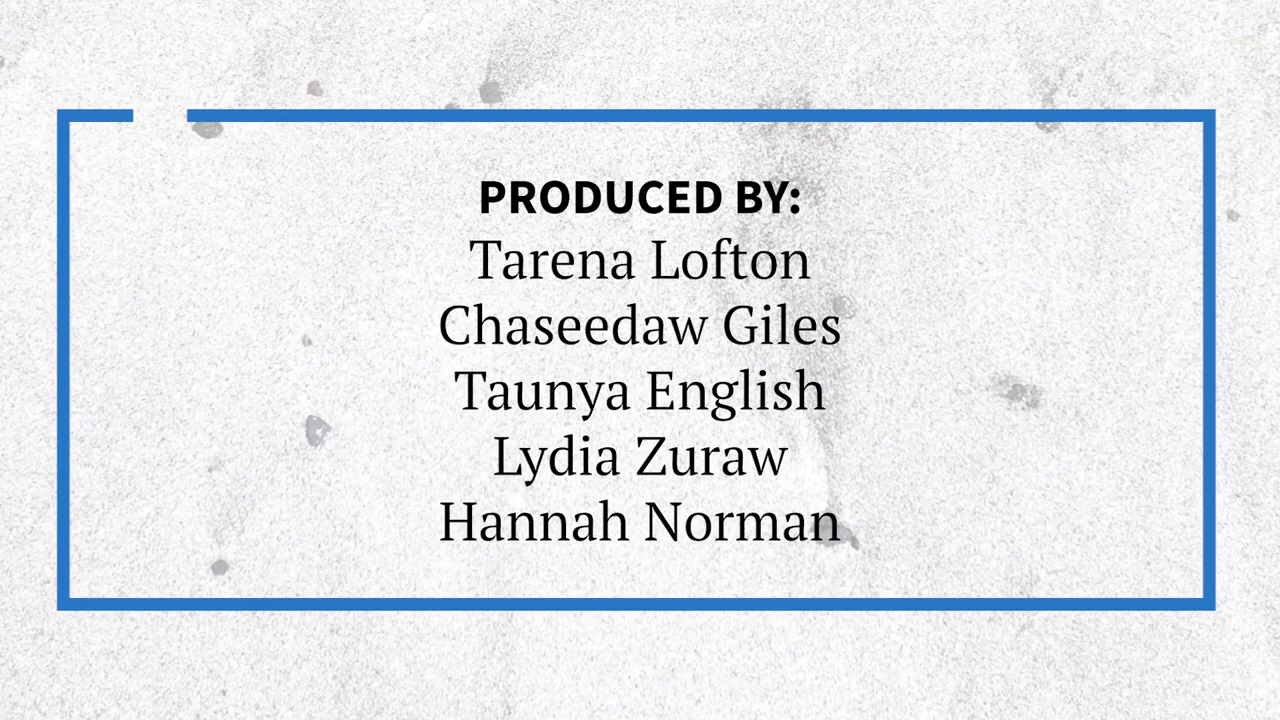 PRODUCED BY:
Tarena Lofton
Chaseedaw Giles
Taunya English
Lydia Zuraw
Hannah Norman